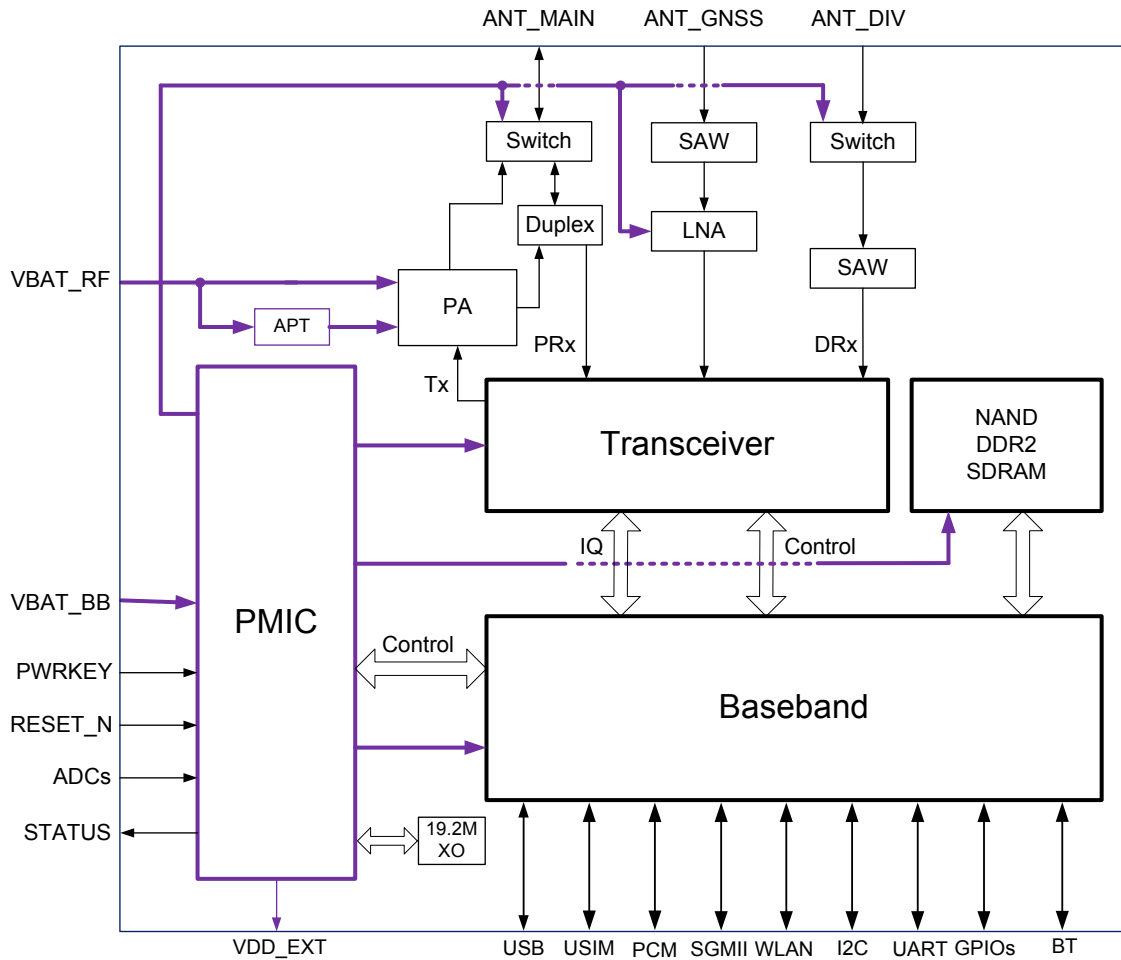 ANT_MAIN
ANT_GNSS
ANT_DIV
Switch
SAW
Switch
Duplex
LNA
SAW
VBAT_RF
PA
APT
PRx
DRx
Tx
Transceiver
NAND
DDR2
SDRAM
IQ
Control
VBAT_BB
PMIC
Control
PWRKEY
Baseband
RESET_N
ADCs
STATUS
19.2M
XO
VDD_EXT
USB
USIM
PCM
SGMII
WLAN
I2C
UART
GPIOs
BT